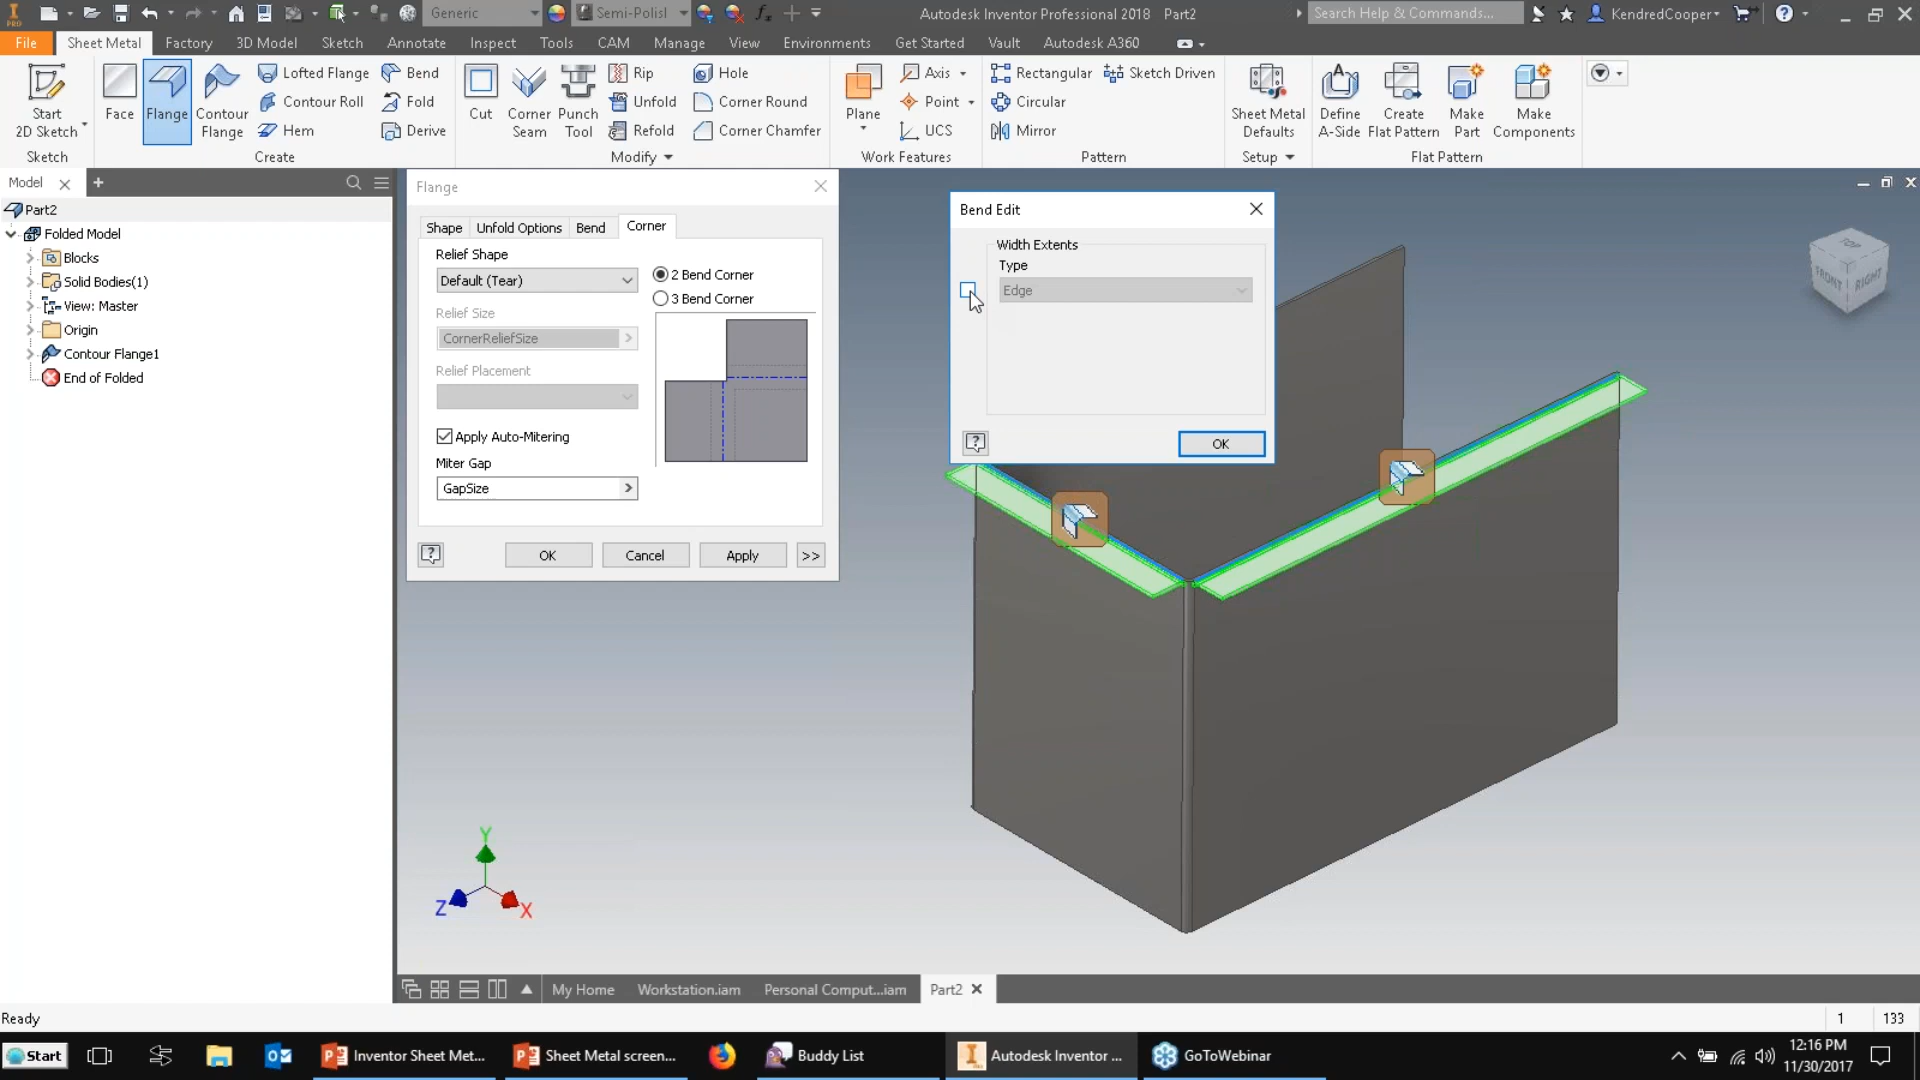 PRO
Generic
Semi-Polisl
fx
Autodesk Inventor Professional 2018 Part2
Search Help & Commands...
KendredCooper
File
Sheet Metal
Factory
3D Model
Sketch
Annotate
Inspect
Tools
CAM
Manage
View
Environments
Get Started
Vault
Autodesk A360
Start
2D Sketch
Face
Flange
Contour
Flange
Lofted Flange
Contour Roll
Hem
Bend
Fold
Derive
Cut
Corner
Seam
Punch
Tool
Rip
Unfold
Refold
Hole
Corner Round
Corner Chamfer
Plane
Axis
Point
UCS
Rectangular
Circular
Mirror
Sketch Driven
Sheet Metal
Defaults
Define
A-Side
Create
Flat Pattern
Make
Part
Make
Components
Sketch
Create
Modify
Work Features
Pattern
Setup
Flat Pattern
Model
Part2
Folded Model
Blocks
Solid Bodies(1)
View: Master
Origin
Contour Flange1
End of Folded
Flange
Shape
Unfold Options
Bend
Corner
Relief Shape
Default (Tear)
2 Bend Corner
3 Bend Corner
Relief Size
CornerReliefSize
Relief Placement
Apply Auto-Mitering
Miter Gap
GapSize
OK
Cancel
Apply
>>
Bend Edit
Width Extents
Type
Edge
OK
TOP
FRONT
RIGHT
Y
Z
X
My Home
Workstation.iam
Personal Comput...iam
Part2
Ready
1
133
Start
Inventor Sheet Met...
Sheet Metal screen...
Buddy List
Autodesk Inventor ...
GoToWebinar
12:16 PM
11/30/2017